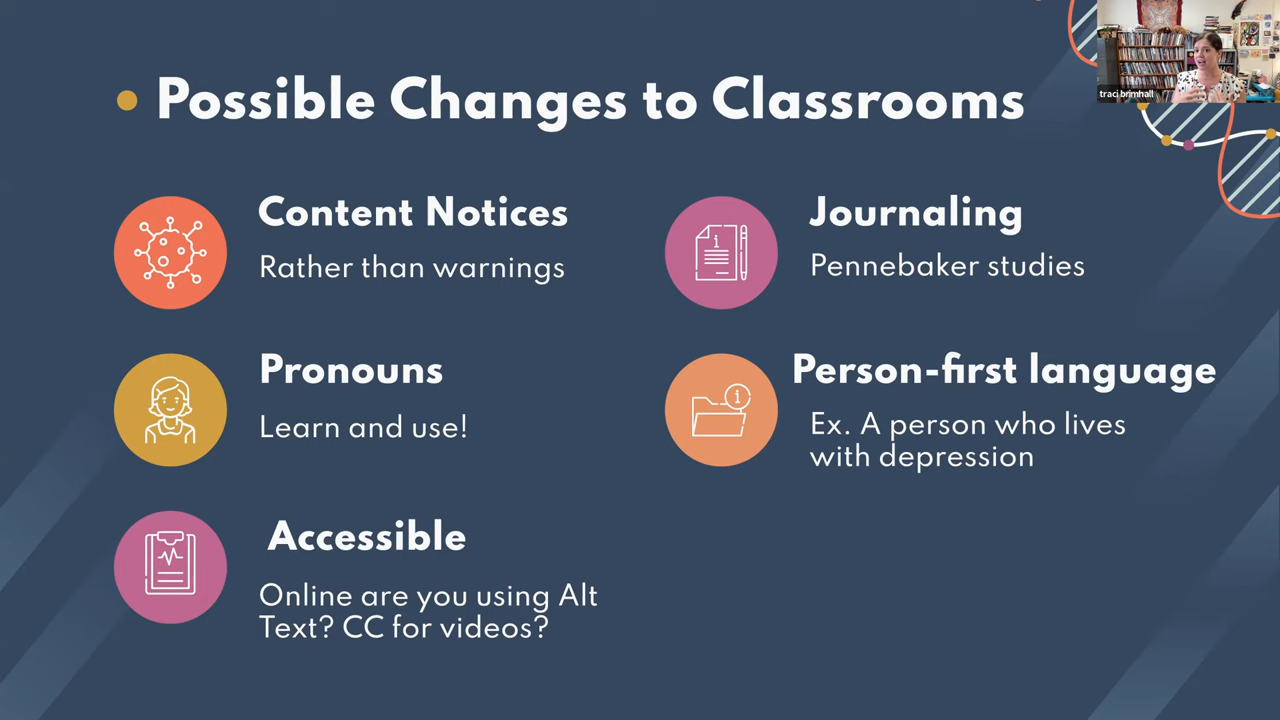 Possible Changes to Classrooms
traci brimhall
Content Notices
Rather than warnings
Journaling
Pennebaker studies
Pronouns
Learn and use!
Person-first language
Ex. A person who lives
with depression
Accessible
Online are you using Alt
Text? CC for videos?